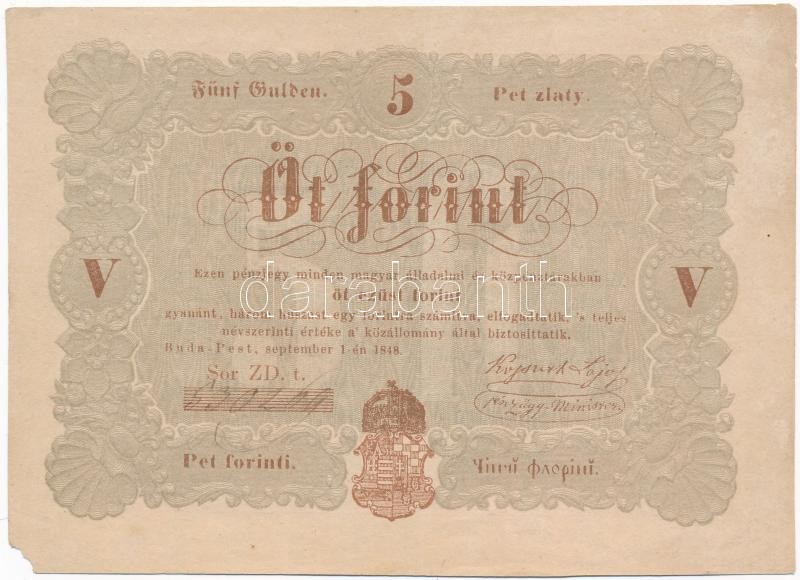 Fünf Gulden. 5 Pet zlaty.
Öt forint
Ezen pénzjegy minden magyar álladalmi és közpénztárakban
öt ezüst forint
gyanánt, három huszast egy forintra számítva, elfogadtatik, 's teljes
névszerinti értéke a' közállomány által biztosittatik.
Buda-Pest, september 1-én 1848.
V V
Sor ZD. t.
Kossuth Lajos
pénzügy-Minister.
Pet forinti. Чинчй флорінй.
darabanth